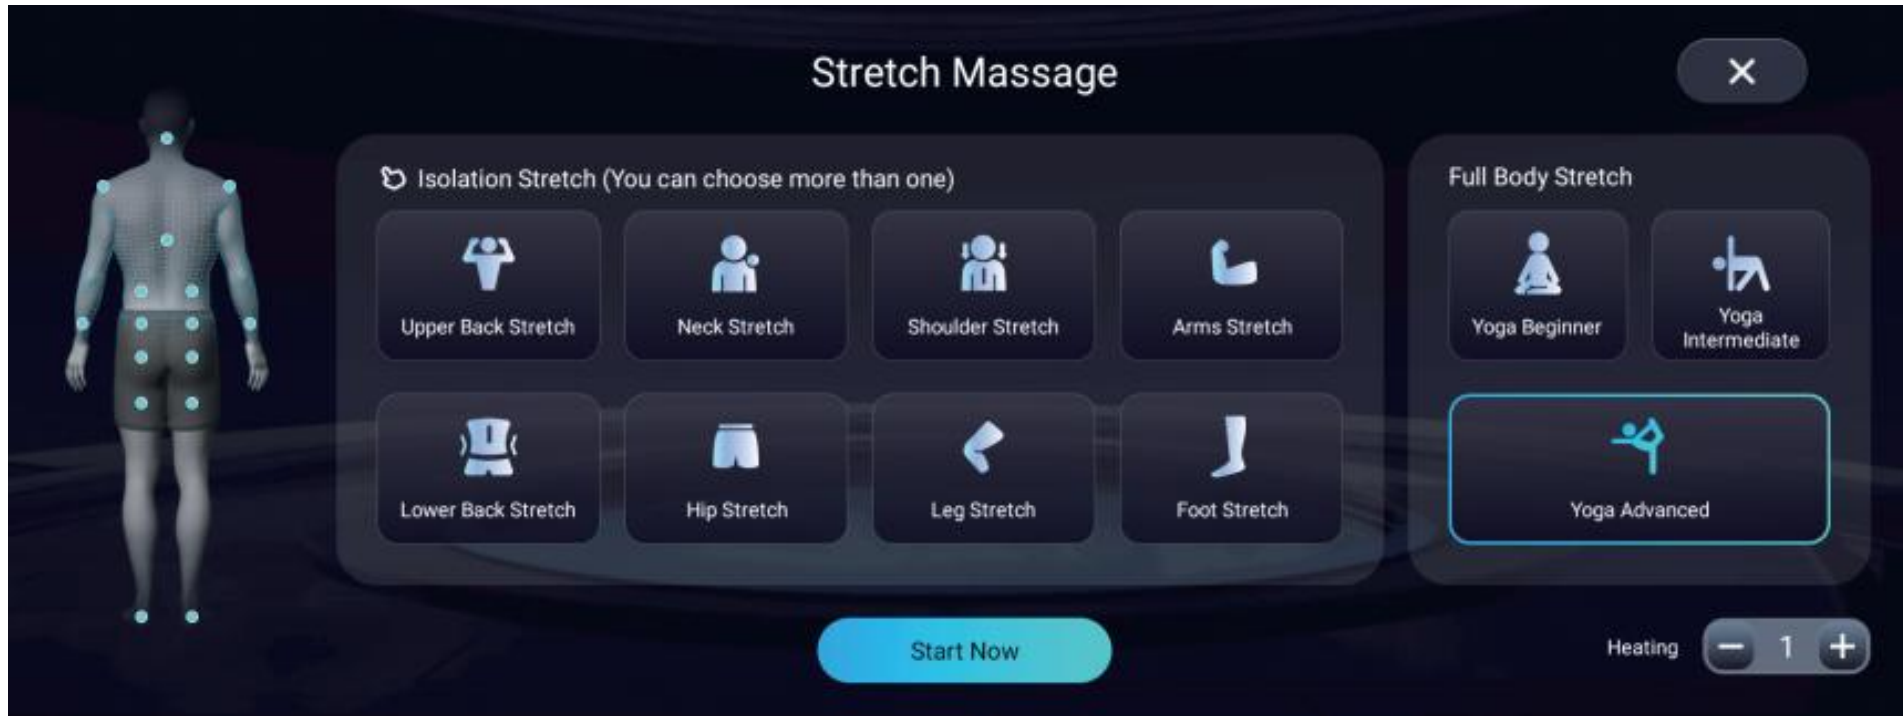 Stretch Massage
Isolation Stretch (You can choose more than one)
Upper Back Stretch
Neck Stretch
Shoulder Stretch
Arms Stretch
Lower Back Stretch
Hip Stretch
Leg Stretch
Foot Stretch
Full Body Stretch
Yoga Beginner
Yoga
Intermediate
Yoga Advanced
Start Now
Heating
1